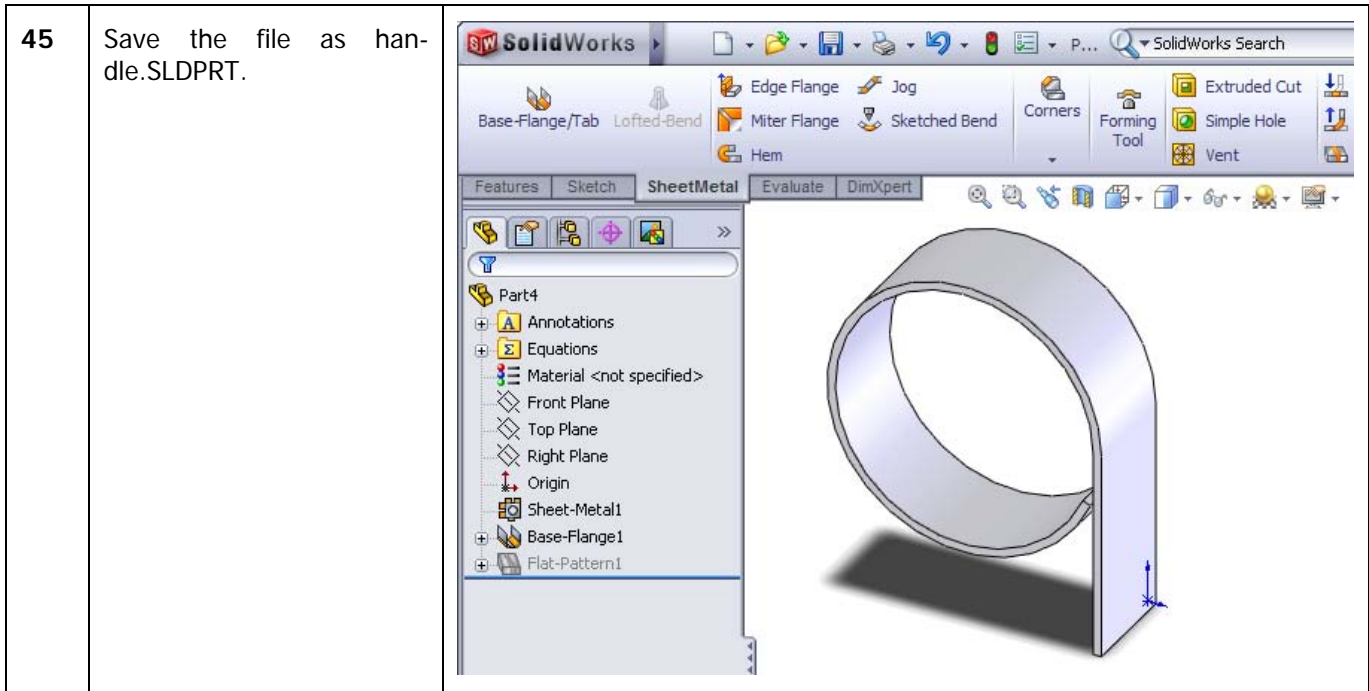 45
Save the file as han-
dle.SLDPRT.
SolidWorks
P...
SolidWorks Search
Base-Flange/Tab
Lofted-Bend
Edge Flange
Jog
Miter Flange
Sketched Bend
Hem
Corners
Forming
Tool
Extruded Cut
Simple Hole
Vent
Features
Sketch
SheetMetal
Evaluate
DimXpert
Part4
A Annotations
Σ Equations
Material <not specified>
Front Plane
Top Plane
Right Plane
Origin
Sheet-Metal1
Base-Flange1
Flat-Pattern1